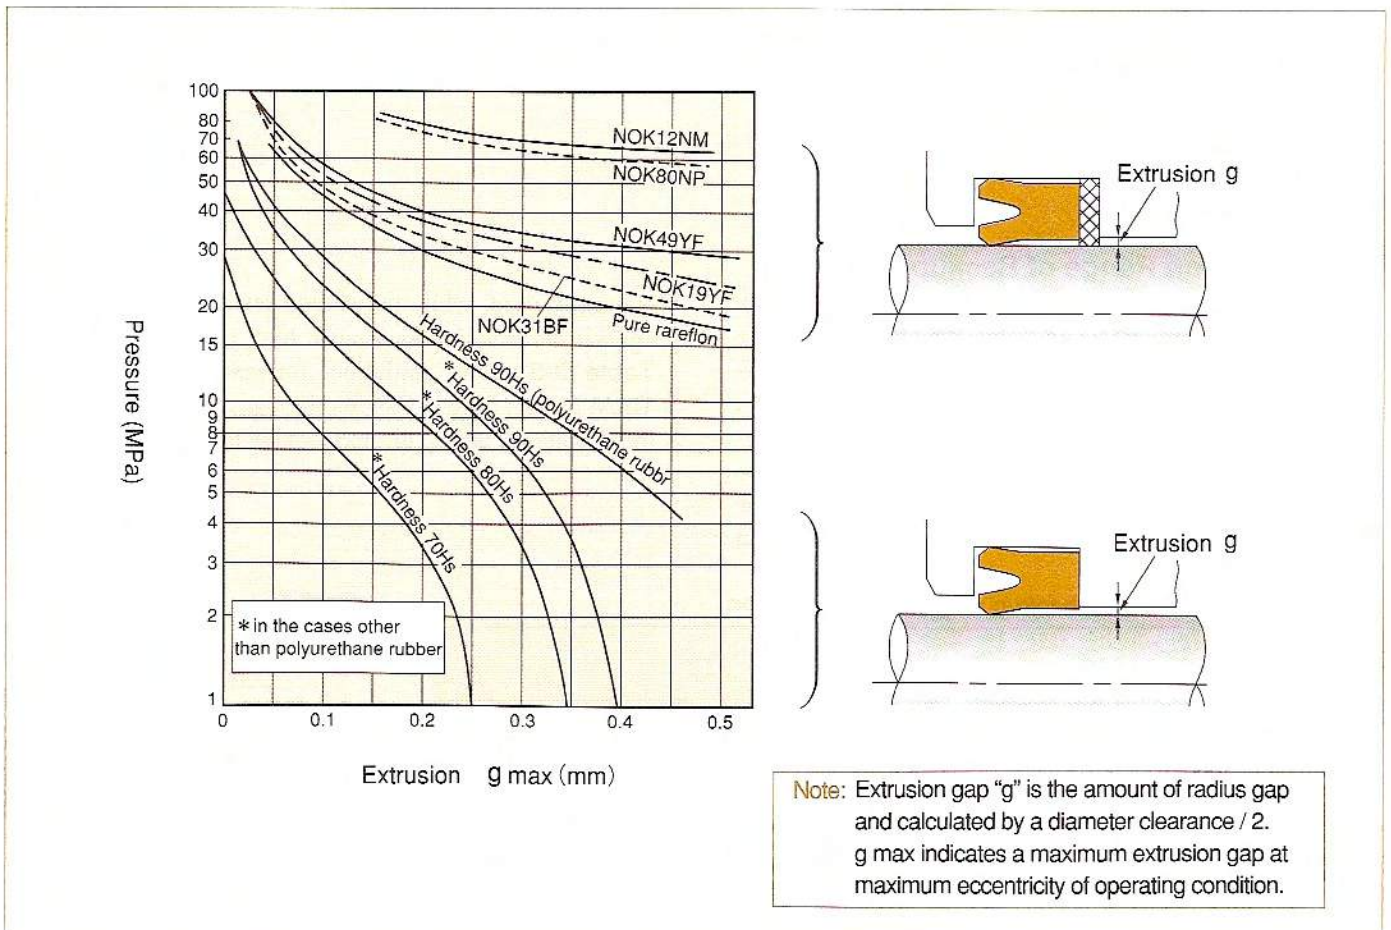 Pressure (MPa)
100
80
70
60
50
40
30
20
15
10
9
8
7
6
5
4
3
2
1
0
0.1
0.2
0.3
0.4
0.5
Extrusion g max (mm)
NOK12NM
NOK80NP
NOK49YF
NOK19YF
NOK31BF
Pure rareflon
Hardness 90Hs (polyurethane rubbr
*Hardness 90Hs
*Hardness 80Hs
*Hardness 70Hs
* in the cases other
than polyurethane rubber
Extrusion g
Extrusion g
Note: Extrusion gap “g” is the amount of radius gap
and calculated by a diameter clearance / 2.
g max indicates a maximum extrusion gap at
maximum eccentricity of operating condition.